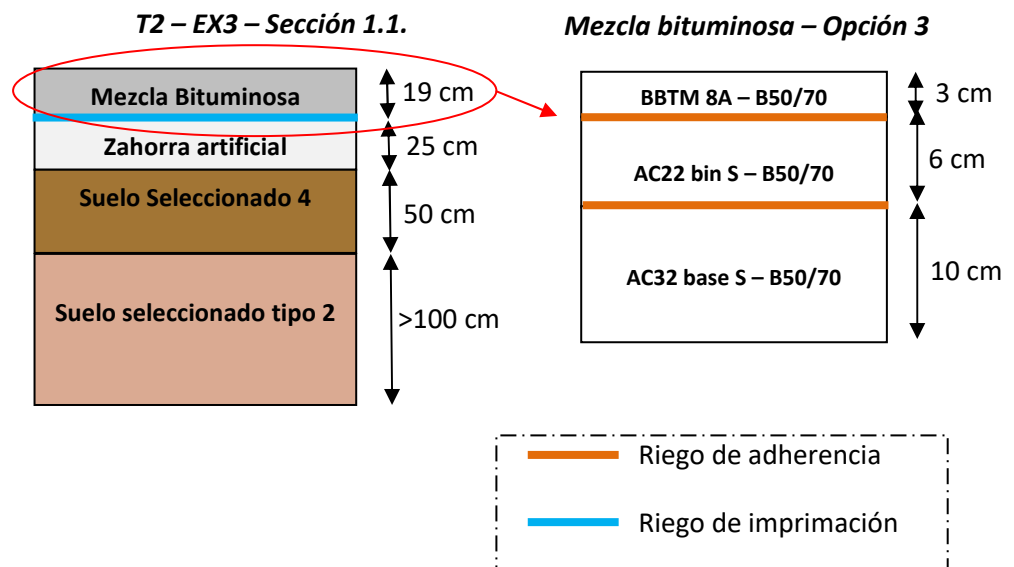 T2 – EX3 – Sección 1.1.
Mezcla bituminosa – Opción 3
Mezcla Bituminosa
19 cm
Zahorra artificial
25 cm
Suelo Seleccionado 4
50 cm
Suelo seleccionado tipo 2
>100 cm
BBTM 8A – B50/70
3 cm
AC22 bin S – B50/70
6 cm
AC32 base S – B50/70
10 cm
Riego de adherencia
Riego de imprimación